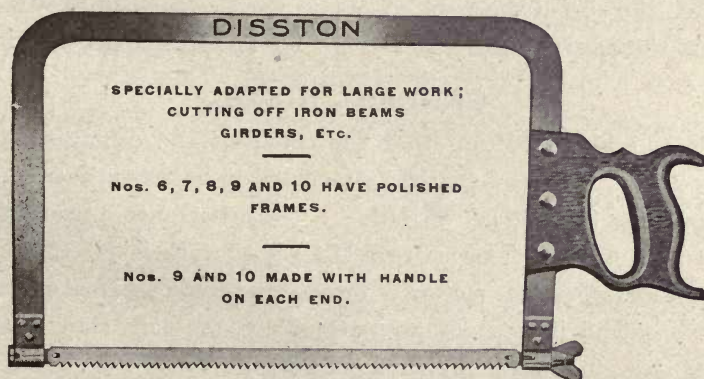 DISSTON
SPECIALLY ADAPTED FOR LARGE WORK;
CUTTING OFF IRON BEAMS
GIRDERS, ETC.
Nos. 6, 7, 8, 9 AND 10 HAVE POLISHED
FRAMES.
Nos. 9 AND 10 MADE WITH HANDLE
ON EACH END.